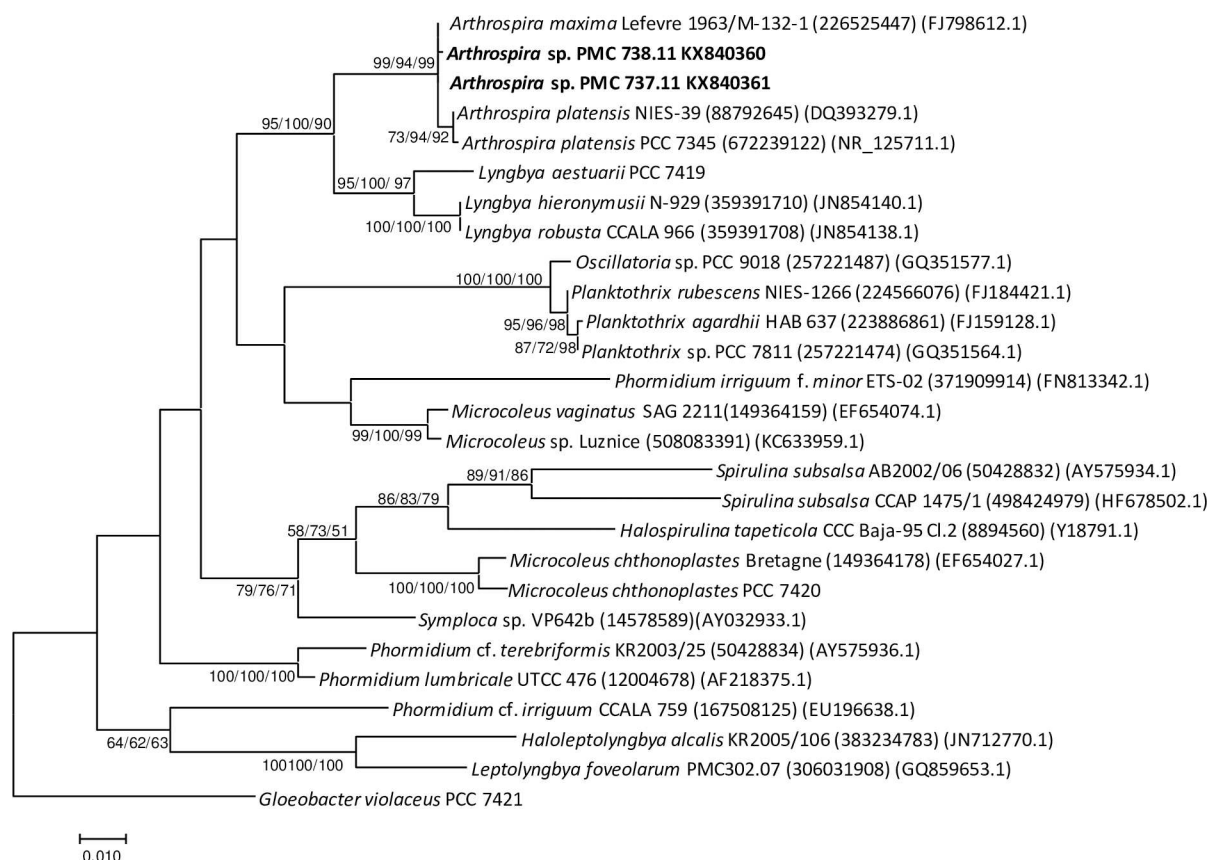 Arthrospira maxima Lefevre 1963/M-132-1 (226525447) (FJ798612.1)
Arthrospira sp. PMC 738.11 KX840360
99/94/99
Arthrospira sp. PMC 737.11 KX840361
Arthrospira platensis NIES-39 (88792645) (DQ393279.1)
95/100/90
73/94/92
Arthrospira platensis PCC 7345 (672239122) (NR_125711.1)
Lyngbya aestuarii PCC 7419
95/100/ 97
Lyngbya hieronymusii N-929 (359391710) (JN854140.1)
100/100/100
Lyngbya robusta CCALA 966 (359391708) (JN854138.1)
Oscillatoria sp. PCC 9018 (257221487) (GQ351577.1)
100/100/100
Planktothrix rubescens NIES-1266 (224566076) (FJ184421.1)
95/96/98
Planktothrix agardhii HAB 637 (223886861) (FJ159128.1)
87/72/98
Planktothrix sp. PCC 7811 (257221474) (GQ351564.1)
Phormidium irriguum f. minor ETS-02 (371909914) (FN813342.1)
Microcoleus vaginatus SAG 2211(149364159) (EF654074.1)
99/100/99
Microcoleus sp. Luznice (508083391) (KC633959.1)
89/91/86
Spirulina subsalsa AB2002/06 (50428832) (AY575934.1)
86/83/79
Spirulina subsalsa CCAP 1475/1 (498424979) (HF678502.1)
58/73/51
Halospirulina tapeticola CCC Baja-95 Cl.2 (8894560) (Y18791.1)
Microcoleus chthonoplastes Bretagne (149364178) (EF654027.1)
79/76/71
100/100/100
Microcoleus chthonoplastes PCC 7420
Symploca sp. VP642b (14578589)(AY032933.1)
Phormidium cf. terebriformis KR2003/25 (50428834) (AY575936.1)
100/100/100
Phormidium lumbricale UTCC 476 (12004678) (AF218375.1)
Phormidium cf. irriguum CCALA 759 (167508125) (EU196638.1)
64/62/63
Haloleptolyngbya alcalis KR2005/106 (383234783) (JN712770.1)
100100/100
Leptolyngbya foveolarum PMC302.07 (306031908) (GQ859653.1)
Gloeobacter violaceus PCC 7421
0.010